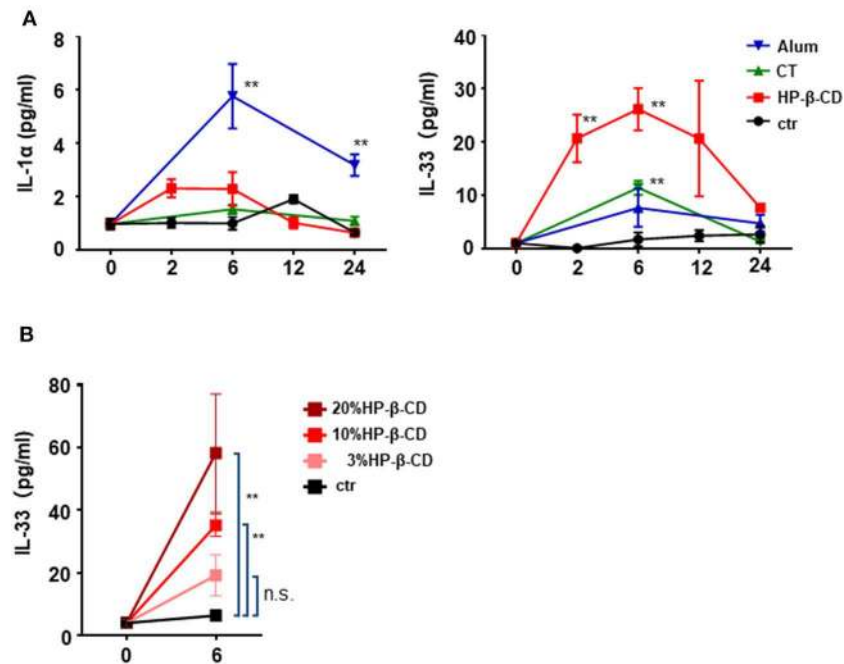 A
IL-1α (pg/ml)
8
6
4
2
0
**
**
0 2 6 12 24
IL-33 (pg/ml)
40
30
20
10
0
**
**
**
0 2 6 12 24
Alum
CT
HP-β-CD
ctr
B
IL-33 (pg/ml)
80
60
40
20
0
0 6
**
**
n.s.
20%HP-β-CD
10%HP-β-CD
3%HP-β-CD
ctr